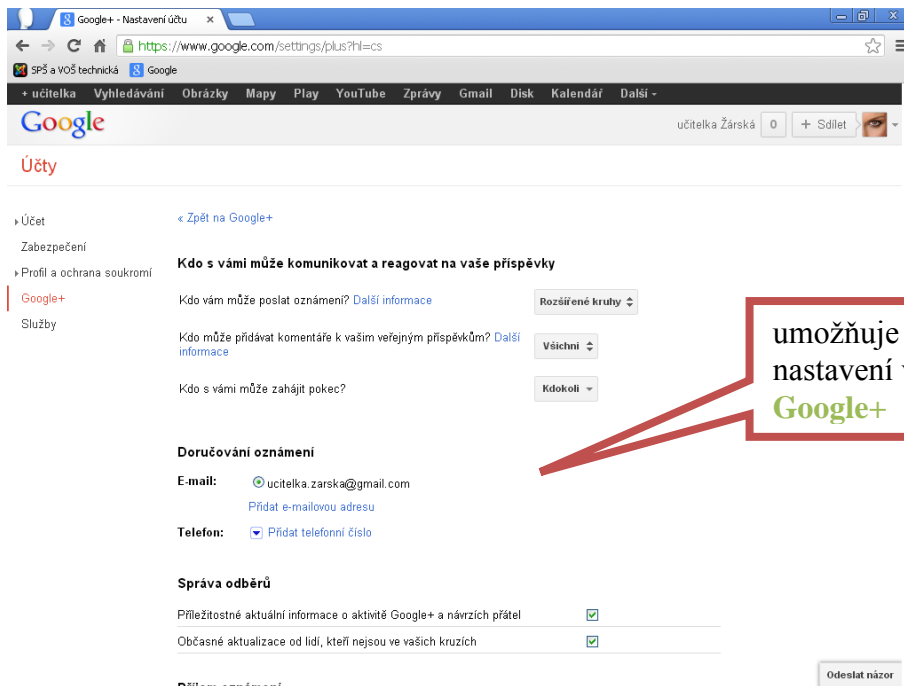 Google+ - Nastavení účtu
https://www.google.com/settings/plus?hl=cs
SPŠ a VOŠ technická Google
+ učitelka Vyhledávání Obrázky Mapy Play YouTube Zprávy Gmail Disk Kalendář Další
Google učitelka Žárská 0 + Sdílet
Účty
Účet
Zabezpečení
Profil a ochrana soukromí
Google+
Služby
« Zpět na Google+
Kdo s vámi může komunikovat a reagovat na vaše příspěvky
Kdo vám může poslat oznámení? Další informace Rozšířené kruhy
Kdo může přidávat komentáře k vašim veřejným příspěvkům? Další
informace Všichni
Kdo s vámi může zahájit pokec? Kdokoli
umožňuje
nastavení v
Google+
Doručování oznámení
E-mail: ucitelka.zarska@gmail.com
Přidat e-mailovou adresu
Telefon: Přidat telefonní číslo
Správa odběrů
Příležitostné aktuální informace o aktivitě Google+ a návrzích přátel
Občasné aktualizace od lidí, kteří nejsou ve vašich kruzích
Odeslat názor